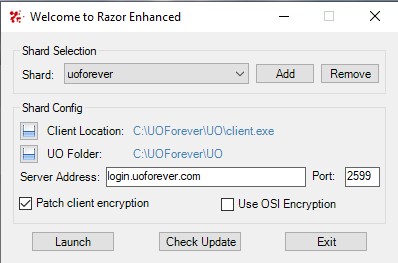 Welcome to Razor Enhanced
Shard Selection
Shard: uoforever Add Remove
Shard Config
Client Location: C:\UOForever\UO\client.exe
UO Folder: C:\UOForever\UO
Server Address: login.uoforever.com Port: 2599
Patch client encryption Use OSI Encryption
Launch Check Update Exit